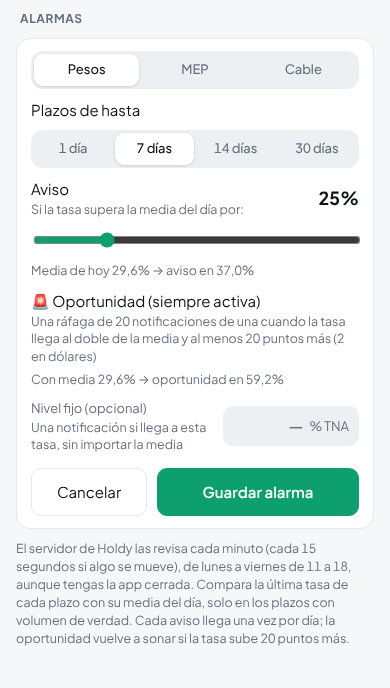 ALARMAS
Pesos MEP Cable
Plazos de hasta
1 día 7 días 14 días 30 días
Aviso
Si la tasa supera la media del día por:
25%
Media de hoy 29,6% → aviso en 37,0%
🚨 Oportunidad (siempre activa)
Una ráfaga de 20 notificaciones de una cuando la tasa
llega al doble de la media y al menos 20 puntos más (2
en dólares)
Con media 29,6% → oportunidad en 59,2%
Nivel fijo (opcional)
Una notificación si llega a esta
tasa, sin importar la media
— % TNA
Cancelar Guardar alarma
El servidor de Holdy las revisa cada minuto (cada 15
segundos si algo se mueve), de lunes a viernes de 11 a 18,
aunque tengas la app cerrada. Compara la última tasa de
cada plazo con su media del día, solo en los plazos con
volumen de verdad. Cada aviso llega una vez por día; la
oportunidad vuelve a sonar si la tasa sube 20 puntos más.